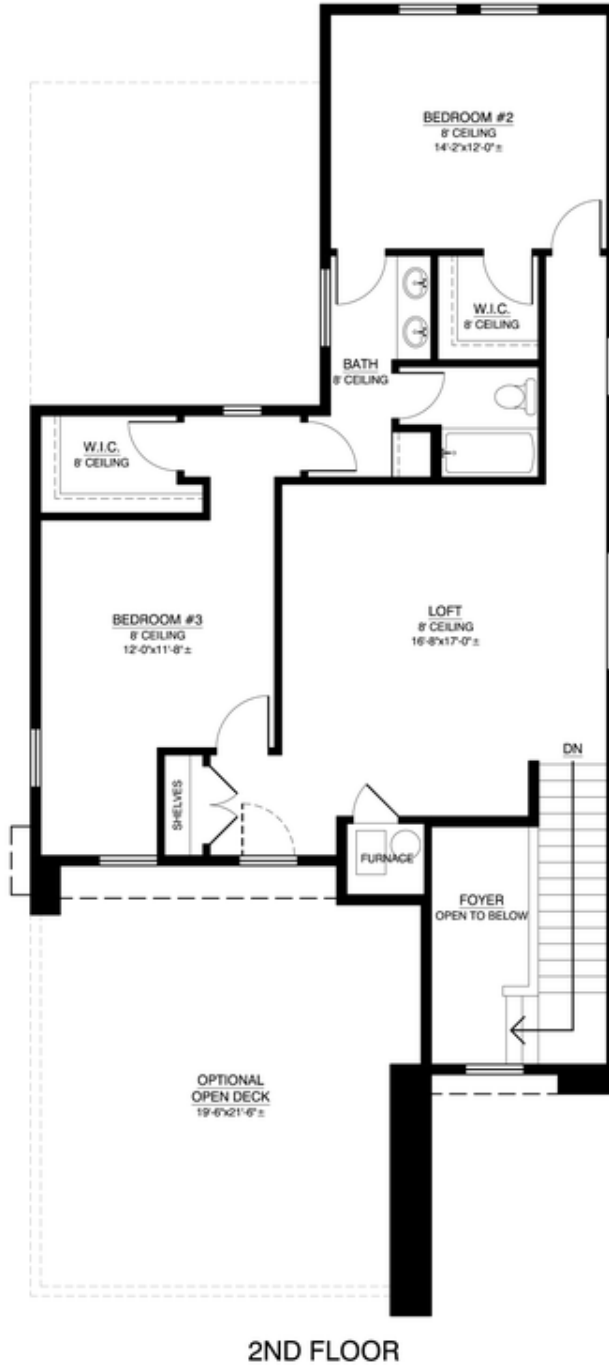 BEDROOM #2
8' CEILING
14'-2"x12'-0"±
W.I.C.
8' CEILING
BATH
8' CEILING
W.I.C.
8' CEILING
BEDROOM #3
8' CEILING
12'-0"x11'-8"±
LOFT
8' CEILING
16'-8"x17'-0"±
DN
SHELVES
FURNACE
FOYER
OPEN TO BELOW
OPTIONAL
OPEN DECK
19'-6"x21'-6"±
2ND FLOOR